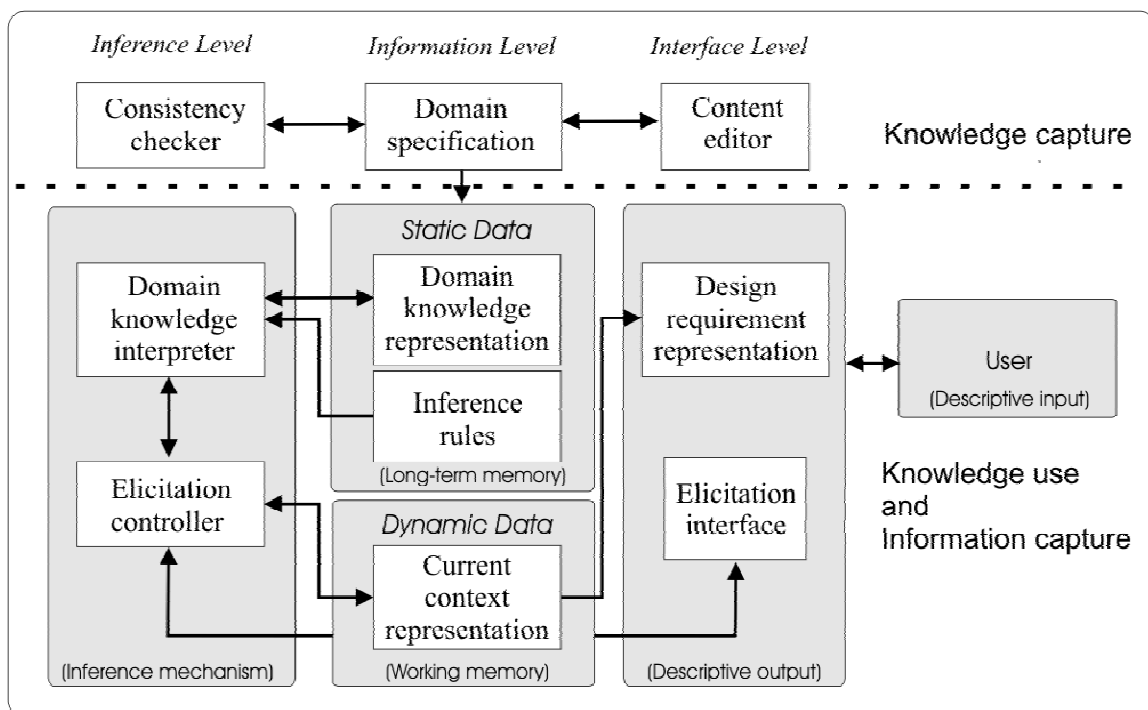 Inference Level
Information Level
Interface Level
Consistency
checker
Domain
specification
Content
editor
Knowledge capture
Static Data
Domain
knowledge
interpreter
Domain
knowledge
representation
Design
requirement
representation
User
(Descriptive input)
Inference
rules
(Long-term memory)
Elicitation
controller
Elicitation
interface
Knowledge use
and
Information capture
Dynamic Data
Current
context
representation
(Inference mechanism)
(Working memory)
(Descriptive output)